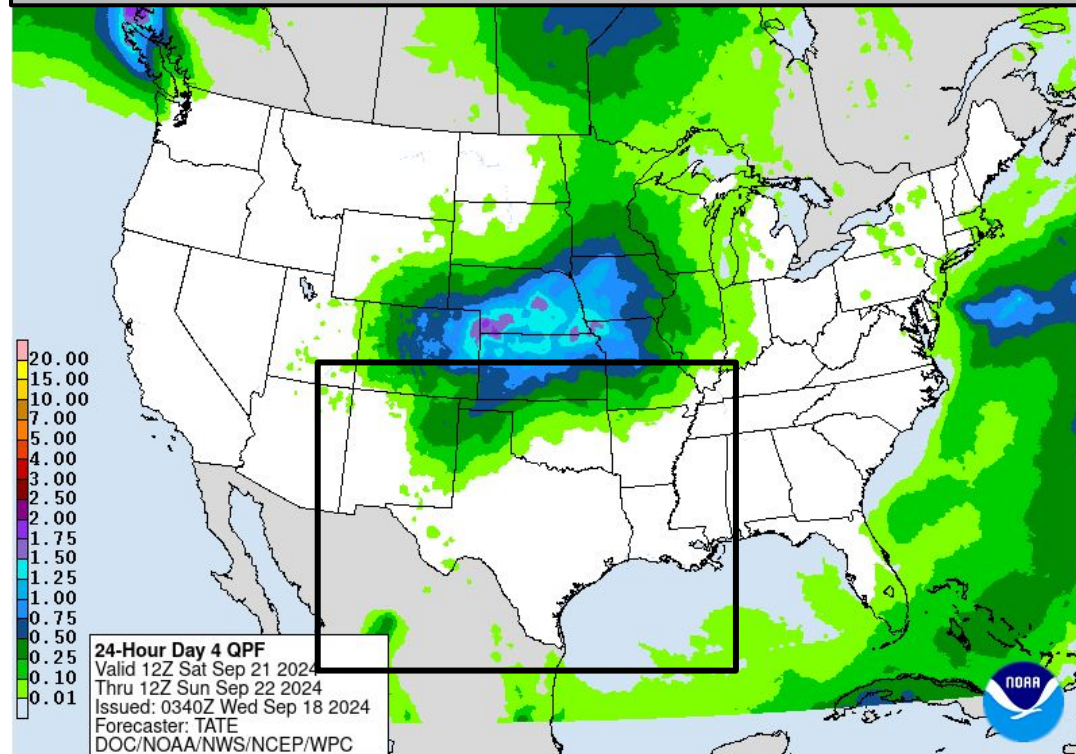 20.00
15.00
10.00
7.00
5.00
4.00
3.00
2.50
2.00
1.75
1.50
1.25
1.00
0.75
0.50
0.25
0.10
0.01
24-Hour Day 4 QPF
Valid 12Z Sat Sep 21 2024
Thru 12Z Sun Sep 22 2024
Issued: 0340Z Wed Sep 18 2024
Forecaster: TATE
DOC/NOAA/NWS/NCEP/WPC
NOAA